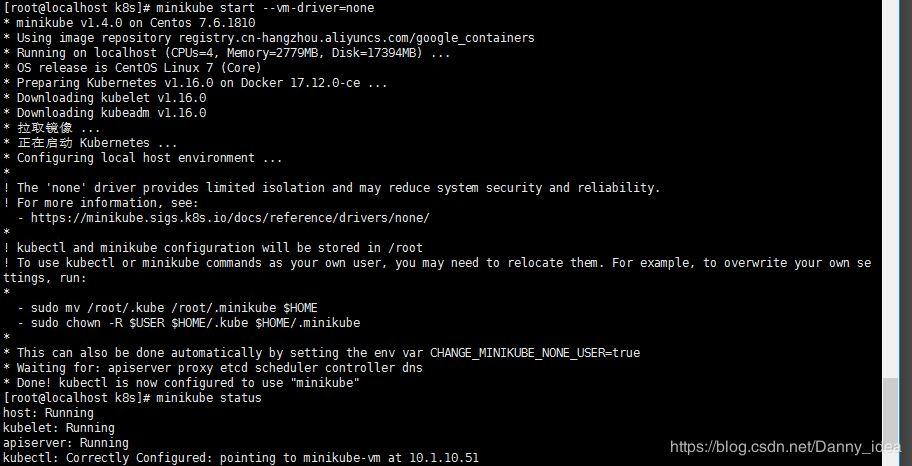 [root@localhost k8s]# minikube start --vm-driver=none
* minikube v1.4.0 on Centos 7.6.1810
* Using image repository registry.cn-hangzhou.aliyuncs.com/google_containers
* Running on localhost (CPUs=4, Memory=2779MB, Disk=17394MB) ...
* OS release is CentOS Linux 7 (Core)
* Preparing Kubernetes v1.16.0 on Docker 17.12.0-ce ...
* Downloading kubelet v1.16.0
* Downloading kubeadm v1.16.0
* 拉取镜像 ...
* 正在启动 Kubernetes ...
* Configuring local host environment ...
*
! The 'none' driver provides limited isolation and may reduce system security and reliability.
! For more information, see:
  - https://minikube.sigs.k8s.io/docs/reference/drivers/none/
*
! kubectl and minikube configuration will be stored in /root
! To use kubectl or minikube commands as your own user, you may need to relocate them. For example, to overwrite your own se
ttings, run:
*
  - sudo mv /root/.kube /root/.minikube $HOME
  - sudo chown -R $USER $HOME/.kube $HOME/.minikube
*
* This can also be done automatically by setting the env var CHANGE_MINIKUBE_NONE_USER=true
* Waiting for: apiserver proxy etcd scheduler controller dns
* Done! kubectl is now configured to use "minikube"
[root@localhost k8s]# minikube status
host: Running
kubelet: Running
apiserver: Running
kubectl: Correctly Configured: pointing to minikube-vm at 10.1.10.51
https://blog.csdn.net/Danny_idea